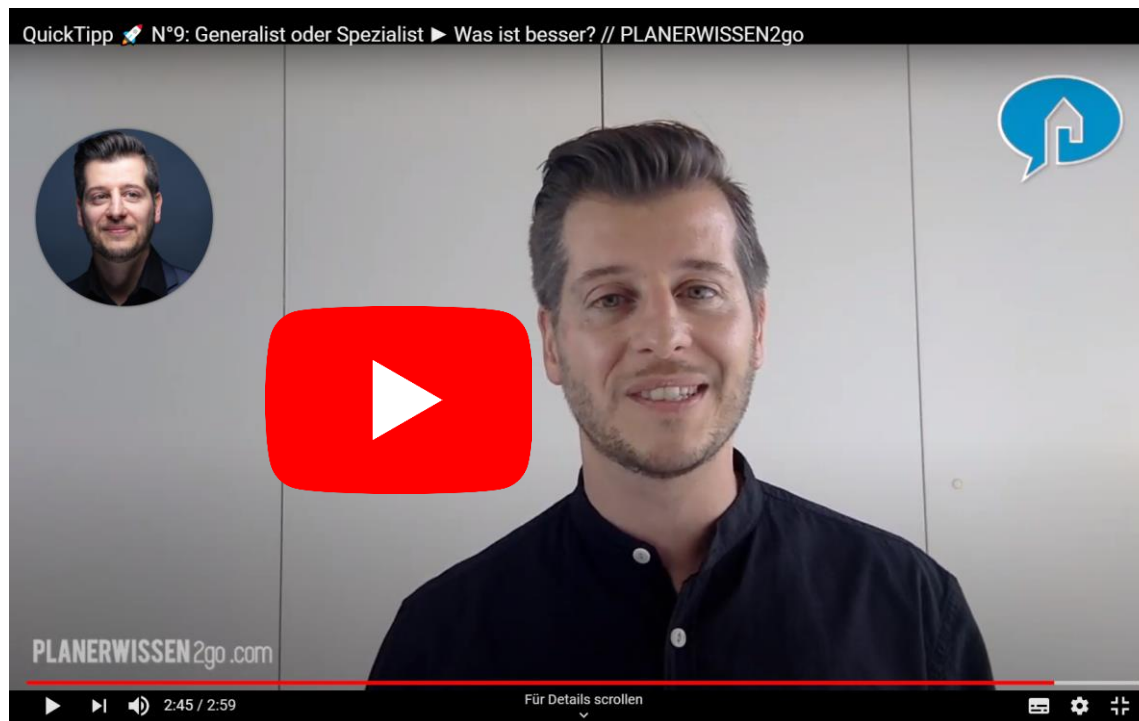 QuickTipp 🚀 N°9: Generalist oder Spezialist ► Was ist besser? // PLANERWISSEN2go
PLANERWISSEN2go.com
2:45 / 2:59
Für Details scrollen